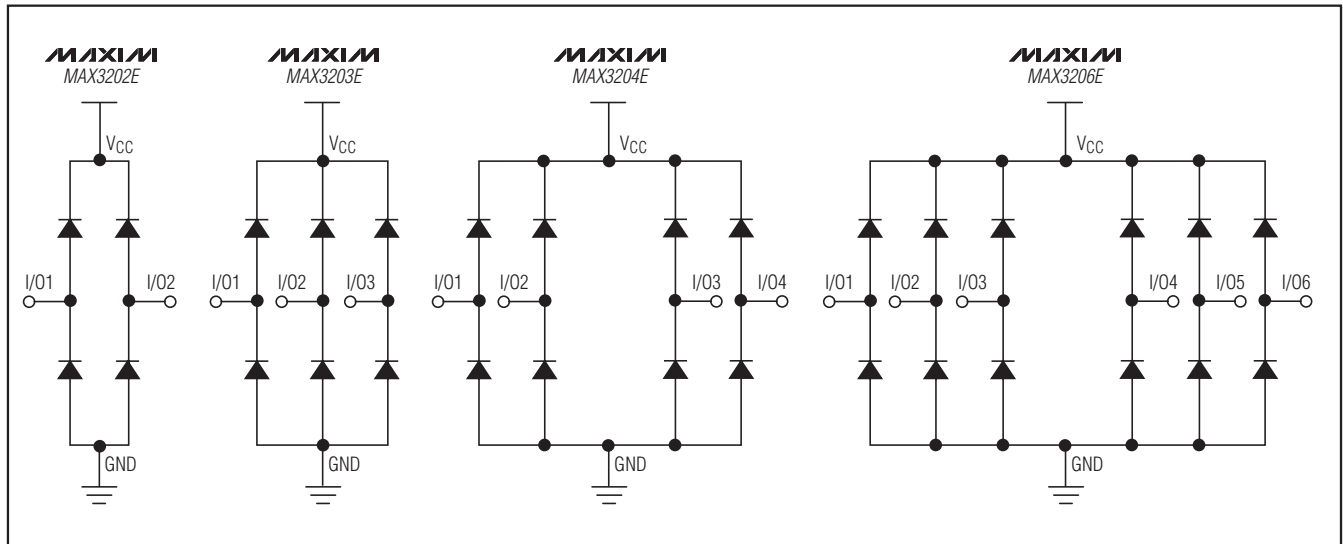 MAXIM
MAX3202E
VCC
I/O1
I/O2
GND
MAXIM
MAX3203E
VCC
I/O1
I/O2
I/O3
GND
MAXIM
MAX3204E
VCC
I/O1
I/O2
I/O3
I/O4
GND
MAXIM
MAX3206E
VCC
I/O1
I/O2
I/O3
I/O4
I/O5
I/O6
GND